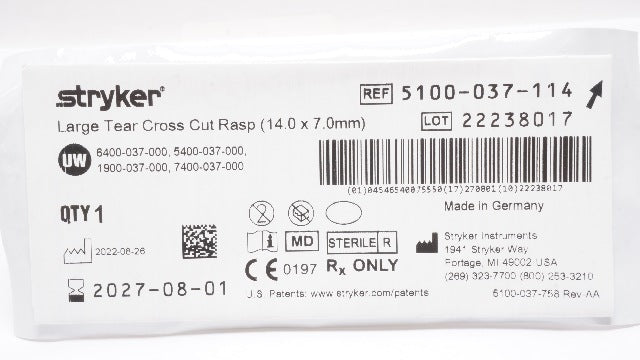 stryker®
REF 5100-037-114
Large Tear Cross Cut Rasp (14.0 x 7.0mm)
LOT 22238017
UW 6400-037-000, 5400-037-000,
1900-037-000, 7400-037-000
(01)04546540075550(17)270801(10)22238017
QTY 1
Made in Germany
2022-08-26
MD STERILE R
Stryker Instruments
1941 Stryker Way
Portage, MI 49002 USA
(269) 323-7700 (800) 253-3210
CE 0197 Rx ONLY
2027-08-01
U.S. Patents: www.stryker.com/patents
5100-037-758 Rev AA